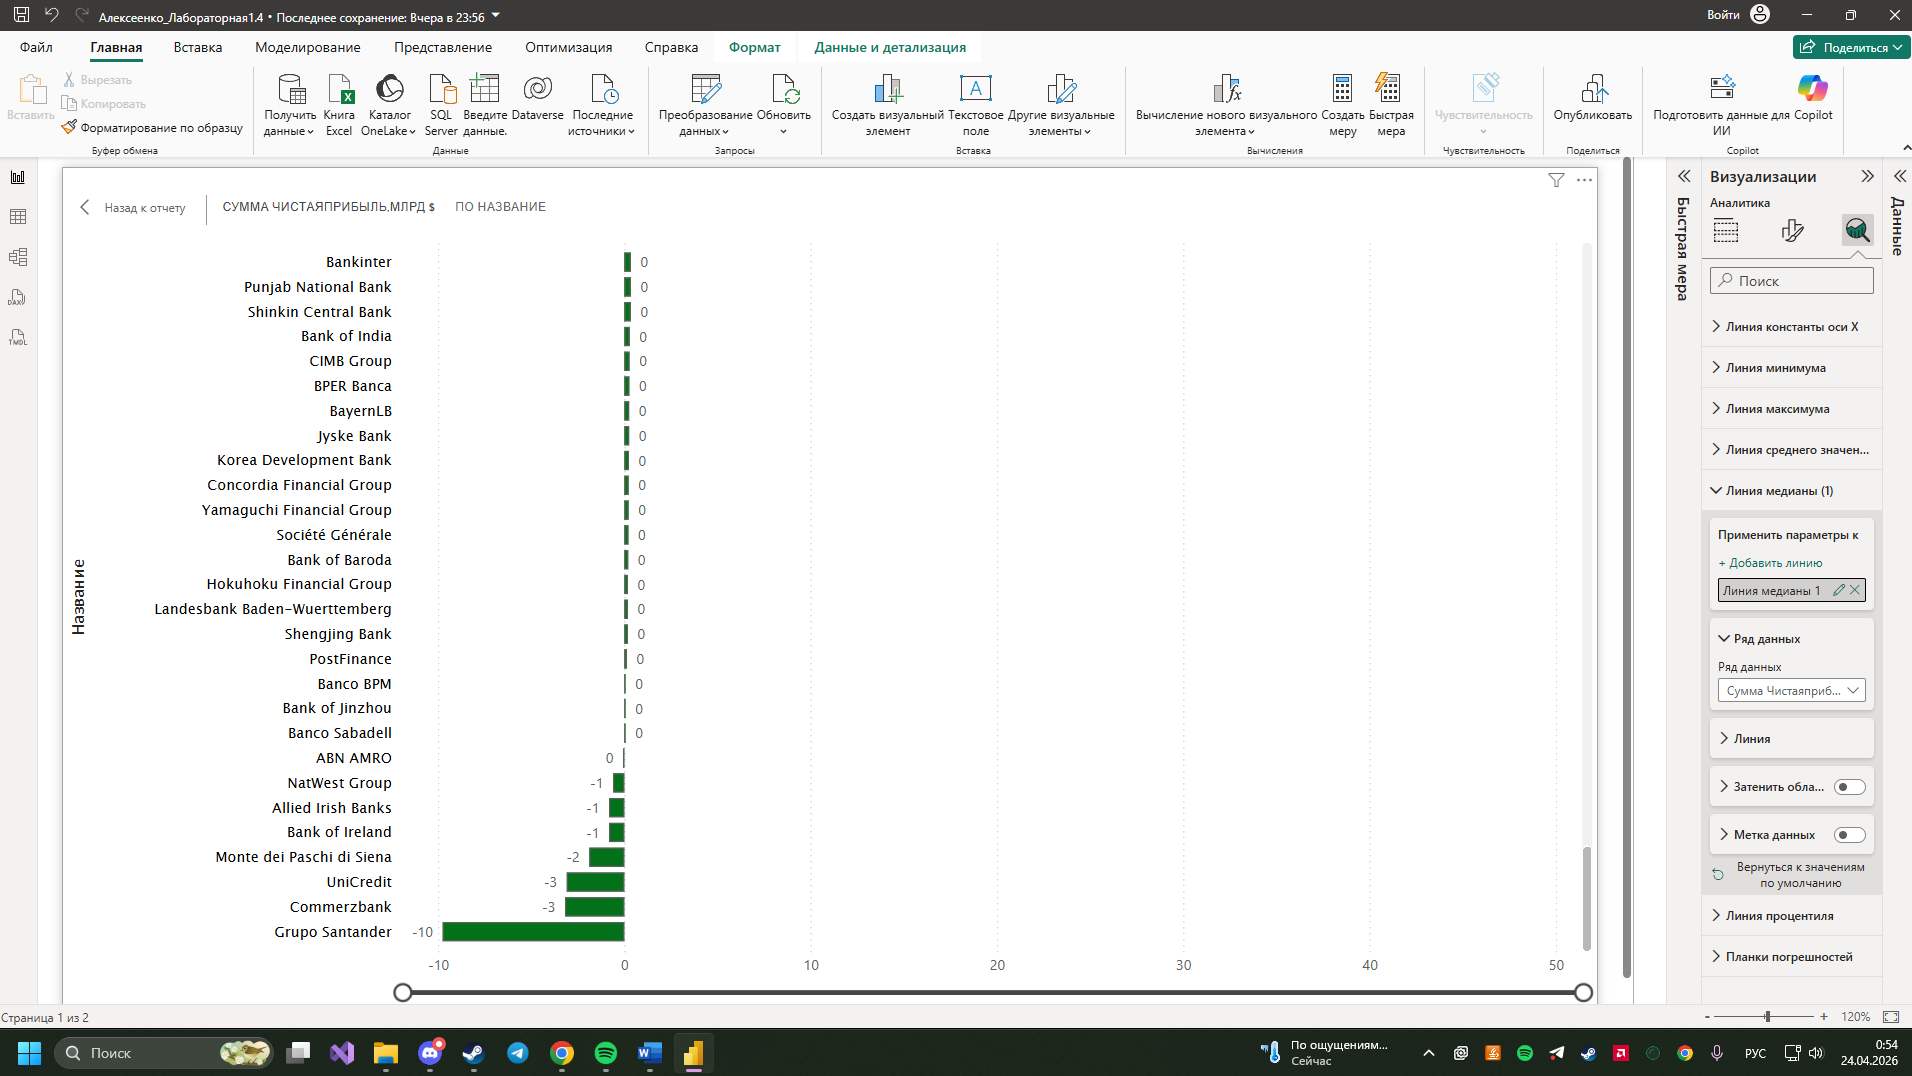 Алексеенко_Лабораторная1.4 • Последнее сохранение: Вчера в 23:56
Войти
Файл
Главная
Вставка
Моделирование
Представление
Оптимизация
Справка
Формат
Данные и детализация
Поделиться
Вставить
Вырезать
Копировать
Форматирование по образцу
Буфер обмена
Получить данные
Книга Excel
Каталог OneLake
SQL Server
Введите данные.
Dataverse
Последние источники
Данные
Преобразование данных
Обновить
Запросы
Создать визуальный элемент
Текстовое поле
Другие визуальные элементы
Вставка
Вычисление нового визуального элемента
Создать меру
Быстрая мера
Вычисления
Чувствительность
Чувствительность
Опубликовать
Поделиться
Подготовить данные для ИИ
Copilot
Copilot
DAX
TMDL
Назад к отчету
СУММА ЧИСТАЯПРИБЫЛЬ,МЛРД $
ПО НАЗВАНИЕ
Название
Bankinter 0
Punjab National Bank 0
Shinkin Central Bank 0
Bank of India 0
CIMB Group 0
BPER Banca 0
BayernLB 0
Jyske Bank 0
Korea Development Bank 0
Concordia Financial Group 0
Yamaguchi Financial Group 0
Société Générale 0
Bank of Baroda 0
Hokuhoku Financial Group 0
Landesbank Baden-Wuerttemberg 0
Shengjing Bank 0
PostFinance 0
Banco BPM 0
Bank of Jinzhou 0
Banco Sabadell 0
ABN AMRO 0
NatWest Group -1
Allied Irish Banks -1
Bank of Ireland -1
Monte dei Paschi di Siena -2
UniCredit -3
Commerzbank -3
Grupo Santander -10
-10 0 10 20 30 40 50
Быстрая мера
Визуализации
Аналитика
Поиск
Линия константы оси X
Линия минимума
Линия максимума
Линия среднего значен...
Линия медианы (1)
Применить параметры к
+ Добавить линию
Линия медианы 1
Ряд данных
Ряд данных
Сумма Чистаяприб...
Линия
Затенить обла...
Метка данных
Вернуться к значениям
по умолчанию
Линия процентиля
Планки погрешностей
Данные
Страница 1 из 2
- + 120%
Поиск
По ощущениям...
Сейчас
РУС
0:54
24.04.2026